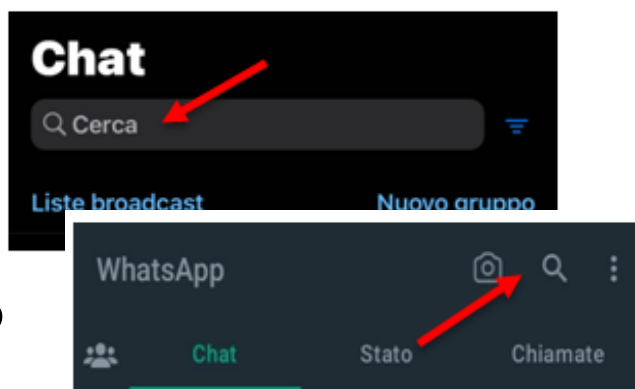 Chat
Cerca
Liste broadcast Nuovo gruppo
WhatsApp
Chat Stato Chiamate